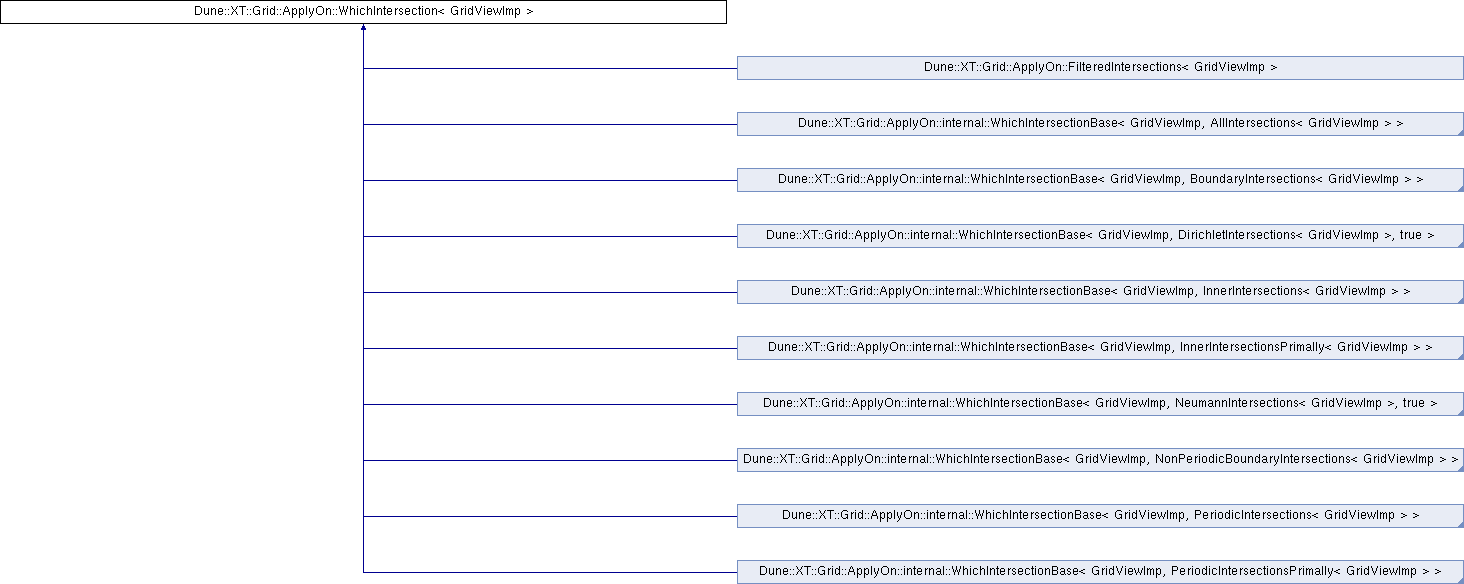 Dune::XT::Grid::ApplyOn::WhichIntersection< GridViewImp >
Dune::XT::Grid::ApplyOn::FilteredIntersections< GridViewImp >
Dune::XT::Grid::ApplyOn::internal::WhichIntersectionBase< GridViewImp, AllIntersections< GridViewImp > >
Dune::XT::Grid::ApplyOn::internal::WhichIntersectionBase< GridViewImp, BoundaryIntersections< GridViewImp > >
Dune::XT::Grid::ApplyOn::internal::WhichIntersectionBase< GridViewImp, DirichletIntersections< GridViewImp >, true >
Dune::XT::Grid::ApplyOn::internal::WhichIntersectionBase< GridViewImp, InnerIntersections< GridViewImp > >
Dune::XT::Grid::ApplyOn::internal::WhichIntersectionBase< GridViewImp, InnerIntersectionsPrimally< GridViewImp > >
Dune::XT::Grid::ApplyOn::internal::WhichIntersectionBase< GridViewImp, NeumannIntersections< GridViewImp >, true >
Dune::XT::Grid::ApplyOn::internal::WhichIntersectionBase< GridViewImp, NonPeriodicBoundaryIntersections< GridViewImp > >
Dune::XT::Grid::ApplyOn::internal::WhichIntersectionBase< GridViewImp, PeriodicIntersections< GridViewImp > >
Dune::XT::Grid::ApplyOn::internal::WhichIntersectionBase< GridViewImp, PeriodicIntersectionsPrimally< GridViewImp > >